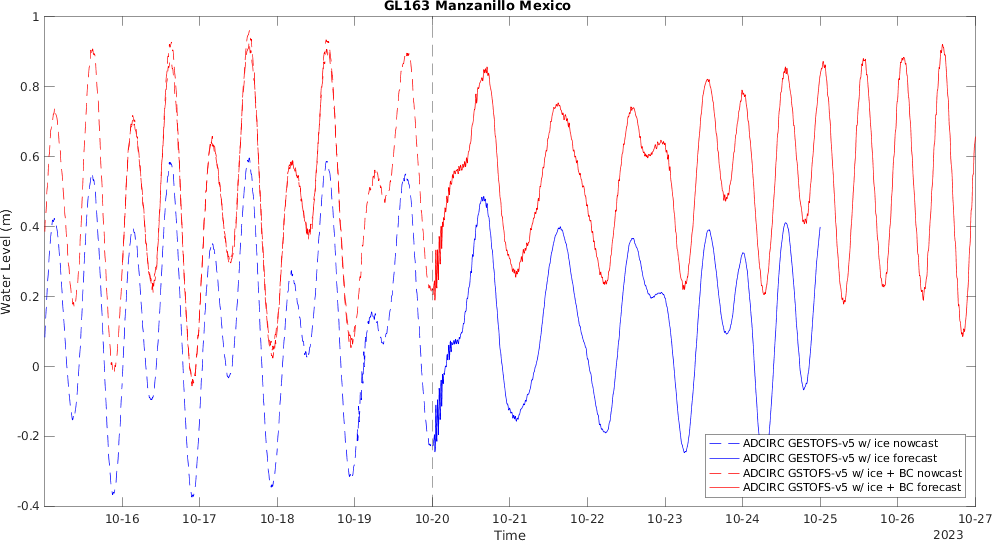 GL163 Manzanillo Mexico
Water Level (m)
1
0.8
0.6
0.4
0.2
0
-0.2
-0.4
ADCIRC GESTOFS-v5 w/ ice nowcast
ADCIRC GESTOFS-v5 w/ ice forecast
ADCIRC GSTOFS-v5 w/ ice + BC nowcast
ADCIRC GSTOFS-v5 w/ ice + BC forecast
10-16 10-17 10-18 10-19 10-20 10-21 10-22 10-23 10-24 10-25 10-26 10-27
Time
2023